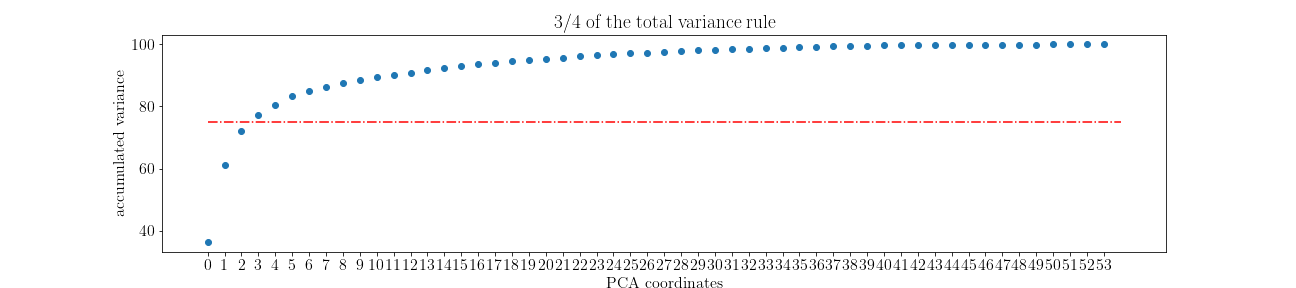 3/4 of the total variance rule
100
80
60
40
accumulated variance
0 1 2 3 4 5 6 7 8 9 10 11 12 13 14 15 16 17 18 19 20 21 22 23 24 25 26 27 28 29 30 31 32 33 34 35 36 37 38 39 40 41 42 43 44 45 46 47 48 49 50 51 52 53
PCA coordinates